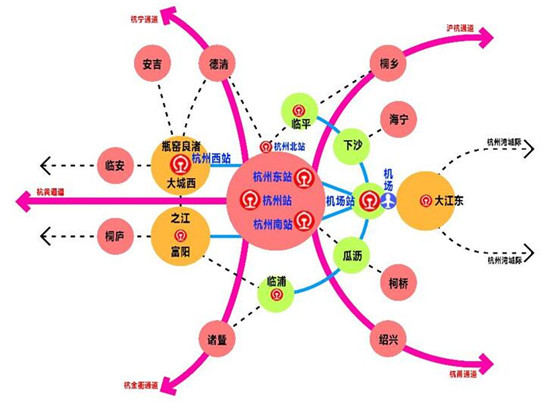 杭宁通道
沪杭通道
安吉
德清
桐乡
临平
海宁
瓶窑良渚
杭州西站
大城西
杭州北站
下沙
杭州湾城际
临安
杭州东站
机场
杭黄通道
杭州站
机场站
大江东
之江
富阳
杭州南站
桐庐
瓜沥
杭州湾城际
临浦
柯桥
诸暨
绍兴
杭金衢通道
杭甬通道